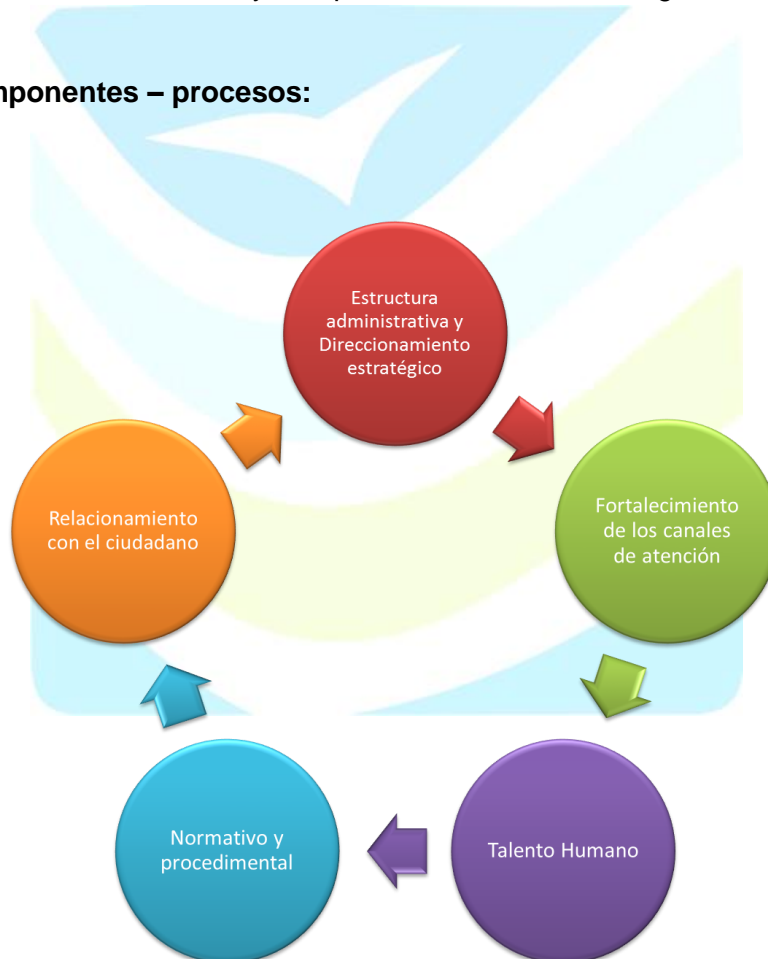 mponentes – procesos:
Estructura
administrativa y
Direccionamiento
estratégico
Fortalecimiento
de los canales
de atención
Relacionamiento
con el ciudadano
Normativo y
procedimental
Talento Humano